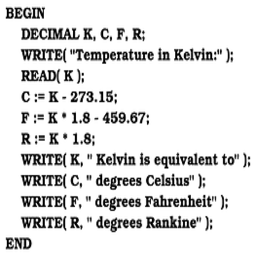 BEGIN
DECIMAL K, C, F, R;
WRITE( "Temperature in Kelvin:" );
READ( K );
C := K - 273.15;
F := K * 1.8 - 459.67;
R := K * 1.8;
WRITE( K, " Kelvin is equivalent to" );
WRITE( C, " degrees Celsius" );
WRITE( F, " degrees Fahrenheit" );
WRITE( R, " degrees Rankine" );
END